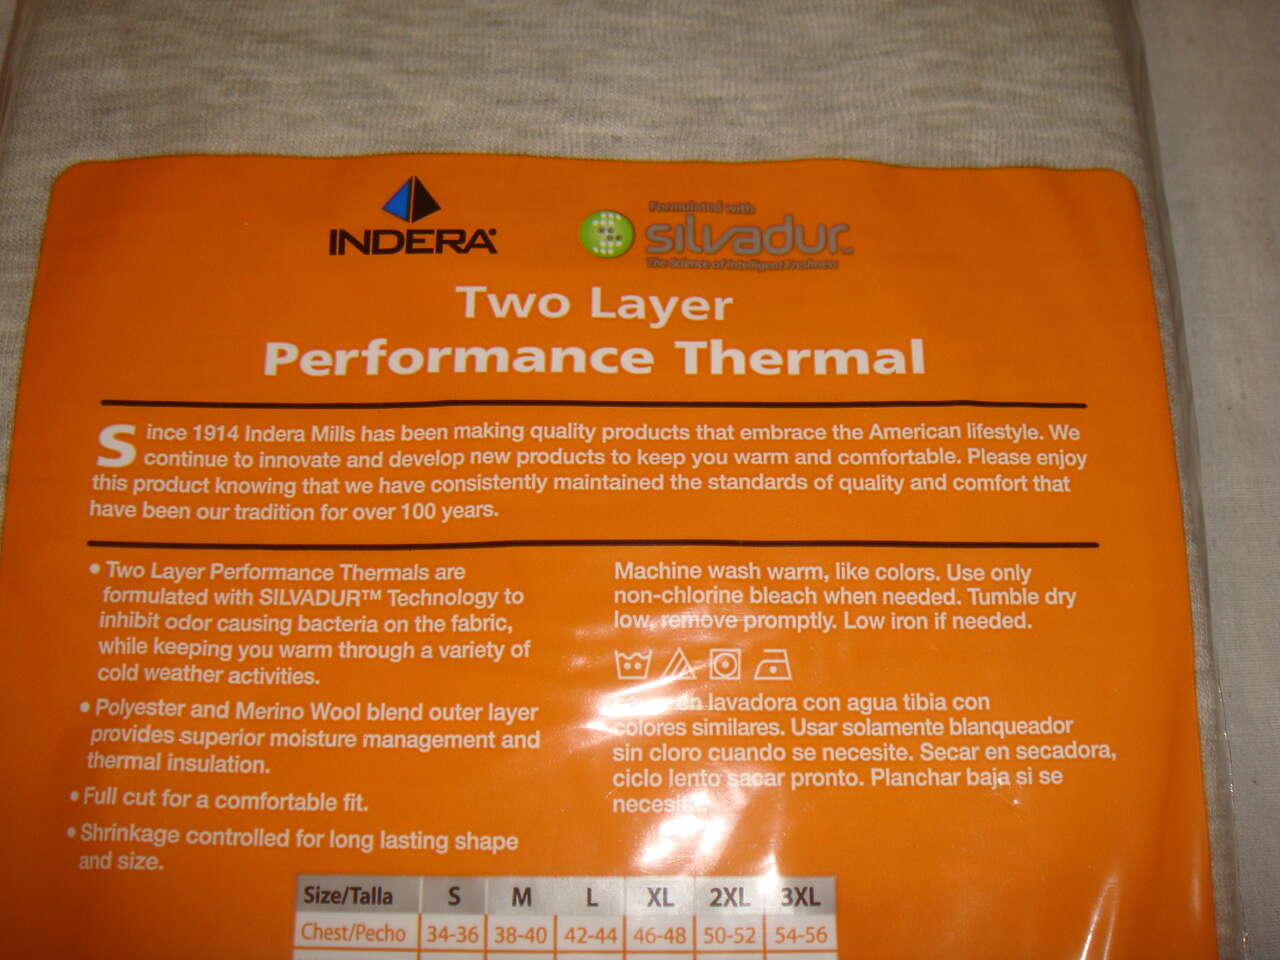 INDERA
Formulated with
silvadur
The Science of Intelligent Freshness
Two Layer
Performance Thermal
Since 1914 Indera Mills has been making quality products that embrace the American lifestyle. We
continue to innovate and develop new products to keep you warm and comfortable. Please enjoy
this product knowing that we have consistently maintained the standards of quality and comfort that
have been our tradition for over 100 years.
• Two Layer Performance Thermals are
formulated with SILVADUR™ Technology to
inhibit odor causing bacteria on the fabric,
while keeping you warm through a variety of
cold weather activities.
• Polyester and Merino Wool blend outer layer
provides superior moisture management and
thermal insulation.
• Full cut for a comfortable fit.
• Shrinkage controlled for long lasting shape
and size.
Machine wash warm, like colors. Use only
non-chlorine bleach when needed. Tumble dry
low, remove promptly. Low iron if needed.
en lavadora con agua tibia con
colores similares. Usar solamente blanqueador
sin cloro cuando se necesite. Secar en secadora,
ciclo lento sacar pronto. Planchar baja si se
Size/Talla S M L XL 2XL 3XL
Chest/Pecho 34-36 38-40 42-44 46-48 50-52 54-56